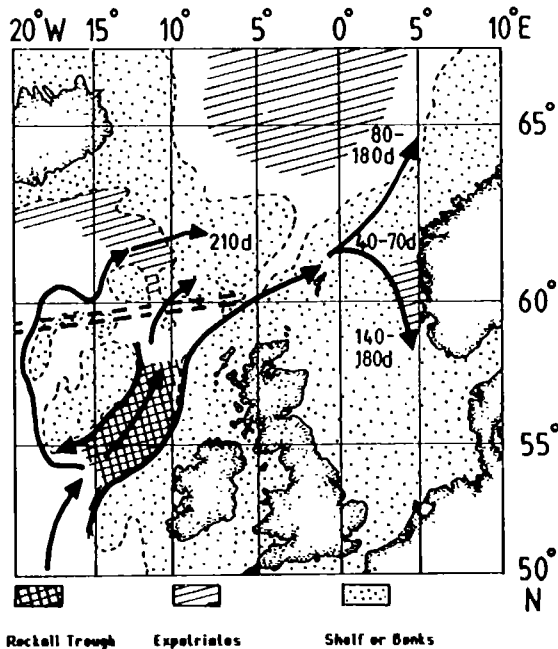 20°W 15° 10° 5° 0° 5° 10°E
65°
80-
180d
210d
40-70d
60°
140-
180d
55°
50°
N
Rockall Trough Expatriates Shelf or Banks